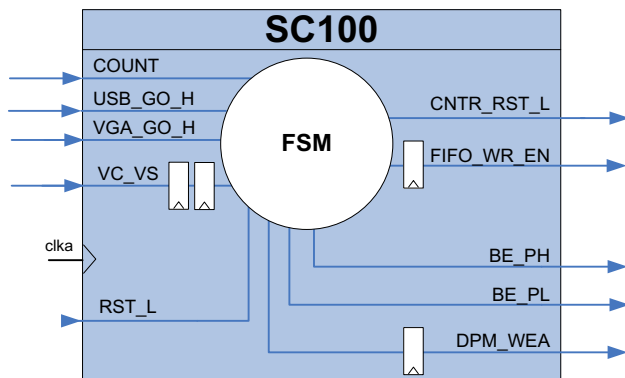 SC100
COUNT
USB_GO_H
VGA_GO_H
VC_VS
clka
RST_L
FSM
CNTR_RST_L
FIFO_WR_EN
BE_PH
BE_PL
DPM_WEA